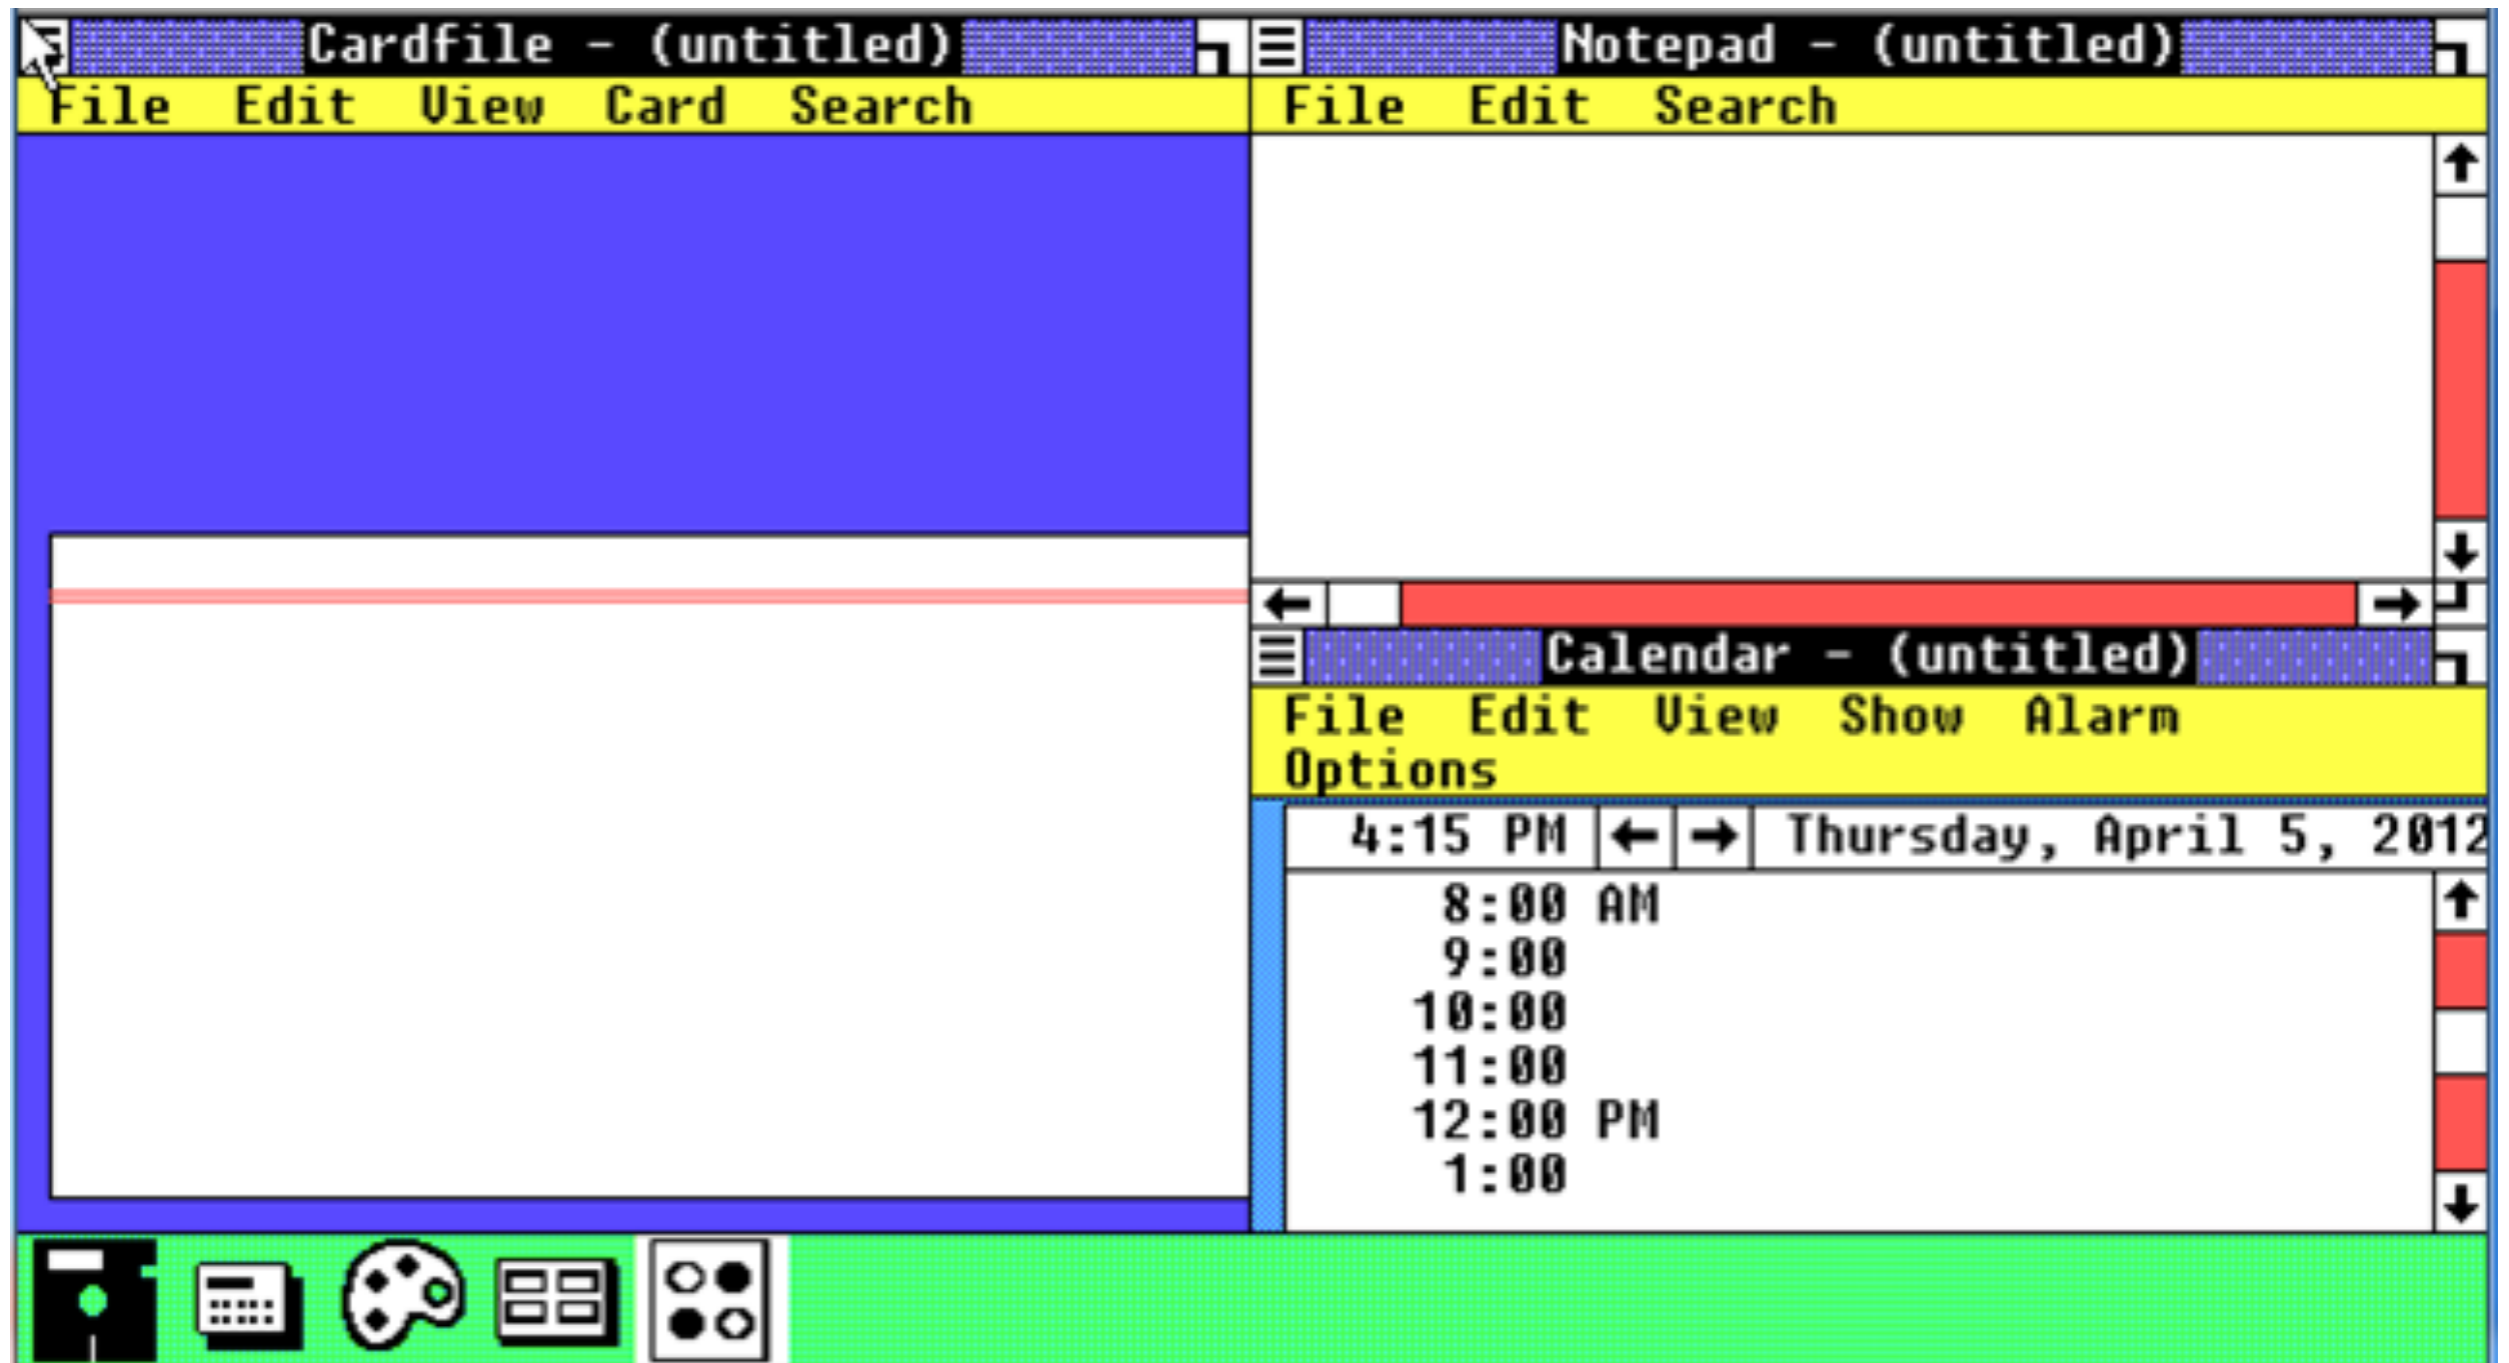 Cardfile - (untitled)
File Edit View Card Search
Notepad - (untitled)
File Edit Search
Calendar - (untitled)
File Edit View Show Alarm
Options
4:15 PM Thursday, April 5, 2012
8:00 AM
9:00
10:00
11:00
12:00 PM
1:00